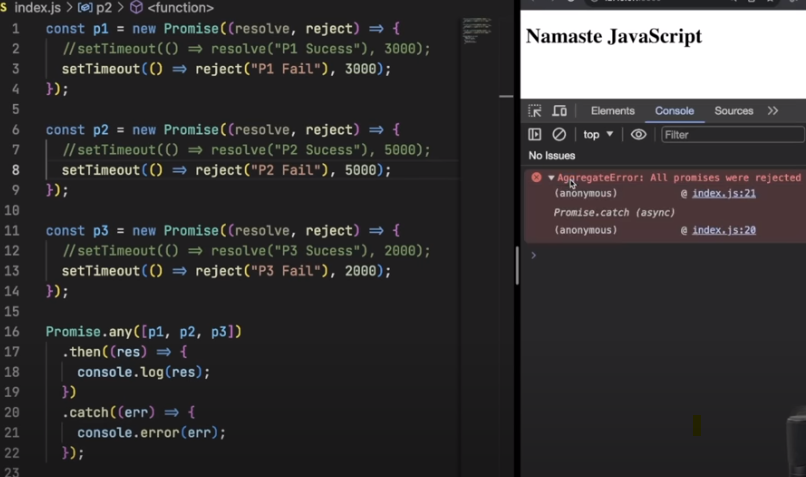 index.js > p2 > <function>
1 const p1 = new Promise((resolve, reject) => {
2 //setTimeout(() => resolve("P1 Sucess"), 3000);
3 setTimeout(() => reject("P1 Fail"), 3000);
4 });
5
6 const p2 = new Promise((resolve, reject) => {
7 //setTimeout(() => resolve("P2 Sucess"), 5000);
8 setTimeout(() => reject("P2 Fail"), 5000);
9 });
10
11 const p3 = new Promise((resolve, reject) => {
12 //setTimeout(() => resolve("P3 Sucess"), 2000);
13 setTimeout(() => reject("P3 Fail"), 2000);
14 });
15
16 Promise.any([p1, p2, p3])
17 .then((res) => {
18 console.log(res);
19 })
20 .catch((err) => {
21 console.error(err);
22 });
23
Namaste JavaScript
Elements Console Sources
top Filter
No Issues
AggregateError: All promises were rejected
(anonymous) @ index.js:21
Promise.catch (async)
(anonymous) @ index.js:20